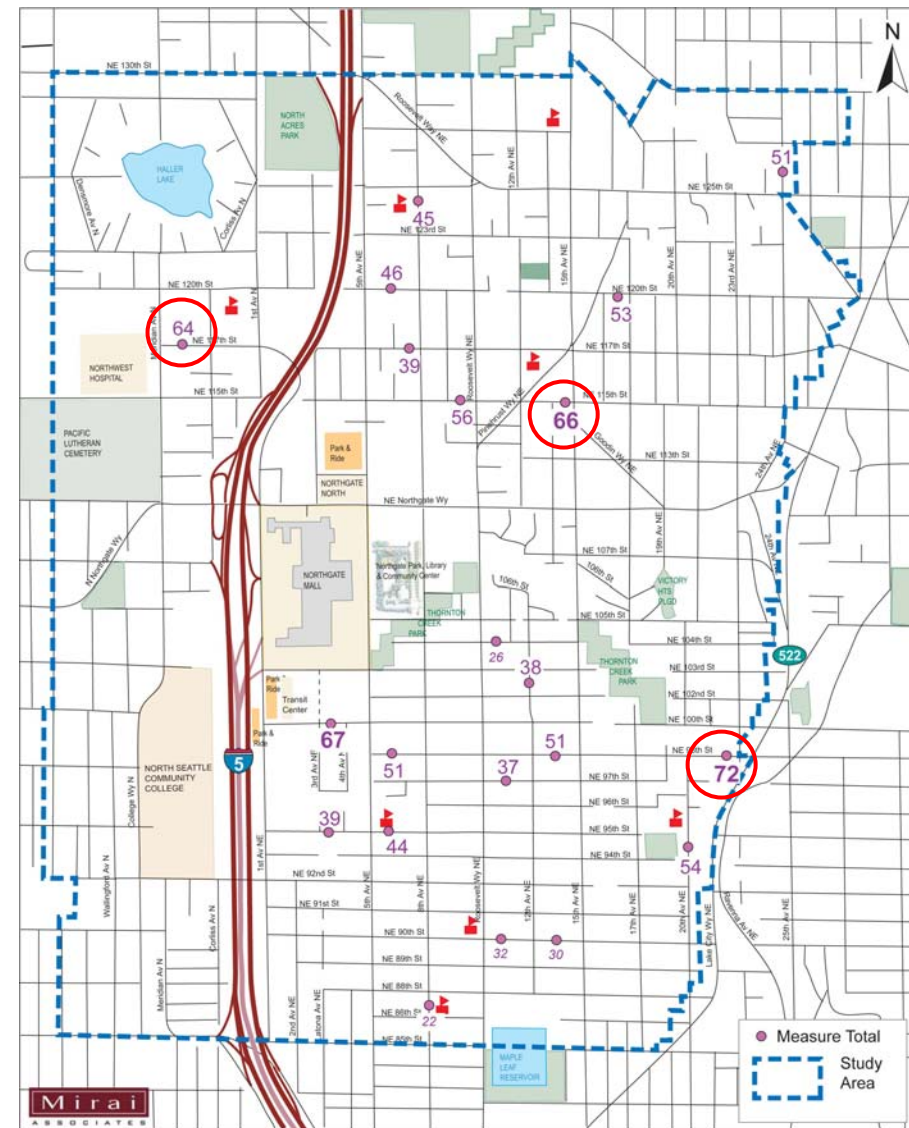 N
NE 130th St
NORTH
ACRES
PARK
Roosevelt Way NE
12th Av NE
HALLER
LAKE
Densmore Av N
Corliss Av N
51
NE 125th St
45
NE 123rd St
5th Av NE
15th Av NE
20th Av NE
23rd Av NE
46
NE 120th St
1st Av N
NE 120th St
53
Meridian Av N
64
NE 117th St
39
NE 117th St
Roosevelt Wy NE
NORTHWEST
HOSPITAL
NE 115th St
56
Pinehrust Wy NE
NE 115th St
66
Goodin Wy NE
PACIFIC
LUTHERAN
CEMETERY
Park &
Ride
NE 113th St
24th Av NE
NORTHGATE
NORTH
NE Northgate Wy
19th Av NE
N Northgate Wy
NORTHGATE
MALL
Northgate Park, Library
& Community Center
NE 107th St
106th St
106th St
VICTORY
HTS
PLGD
THORNTON
CREEK
PARK
NE 105th St
26
NE 104th St
522
38
THORNTON
CREEK
PARK
NE 103rd St
NE 102nd St
Park
Ride
Transit
Center
NE 100th St
Park &
Ride
67
5
3rd Av NE
4th Av
51
51
37
NE 97th St
72
NORTH SEATTLE
COMMUNITY
COLLEGE
College Wy N
NE 96th St
39
44
NE 95th St
NE 94th St
54
1st Av NE
NE 92nd St
Wallingford Av N
Corliss Av N
5th Av NE
8th Av NE
Roosevelt Wy NE
12th Av NE
15th Av NE
17th Av NE
20th Av NE
Lake City Wy NE
Ravenna Av NE
25th Av NE
NE 91st St
NE 90th St
32
30
NE 89th St
Meridian Av N
NE 88th St
22
NE 86th St
2nd Av NE
NE 85th St
MAPLE
LEAF
RESERVOIR
Measure Total
Study
Area
Mirai
ASSOCIATES